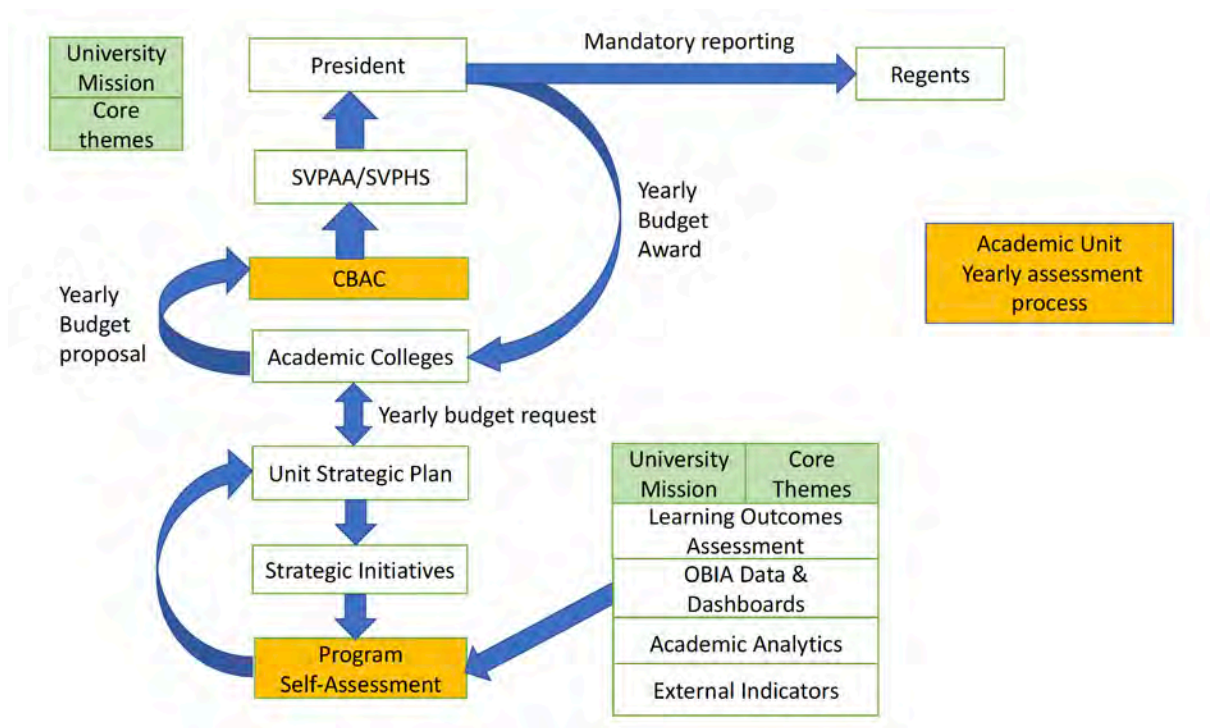 University
Mission
Core
themes
President
Mandatory reporting
Regents
SVPAA/SVPHS
Yearly
Budget
Award
CBAC
Yearly
Budget
proposal
Academic Unit
Yearly assessment
process
Academic Colleges
Yearly budget request
Unit Strategic Plan
Strategic Initiatives
Program
Self-Assessment
University
Mission
Core
Themes
Learning Outcomes
Assessment
OBIA Data &
Dashboards
Academic Analytics
External Indicators